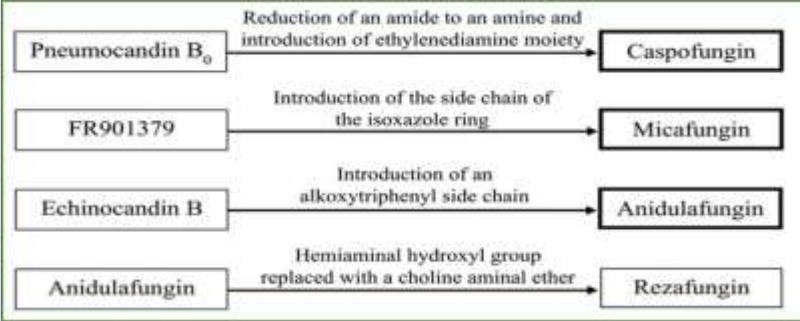 Reduction of an amide to an amine and
introduction of ethylenediamine moiety
Pneumocandin B₀
Caspofungin
Introduction of the side chain of
the isoxazole ring
FR901379
Micafungin
Introduction of an
alkoxytriphenyl side chain
Echinocandin B
Anidulafungin
Hemiaminal hydroxyl group
replaced with a choline aminal ether
Anidulafungin
Rezafungin